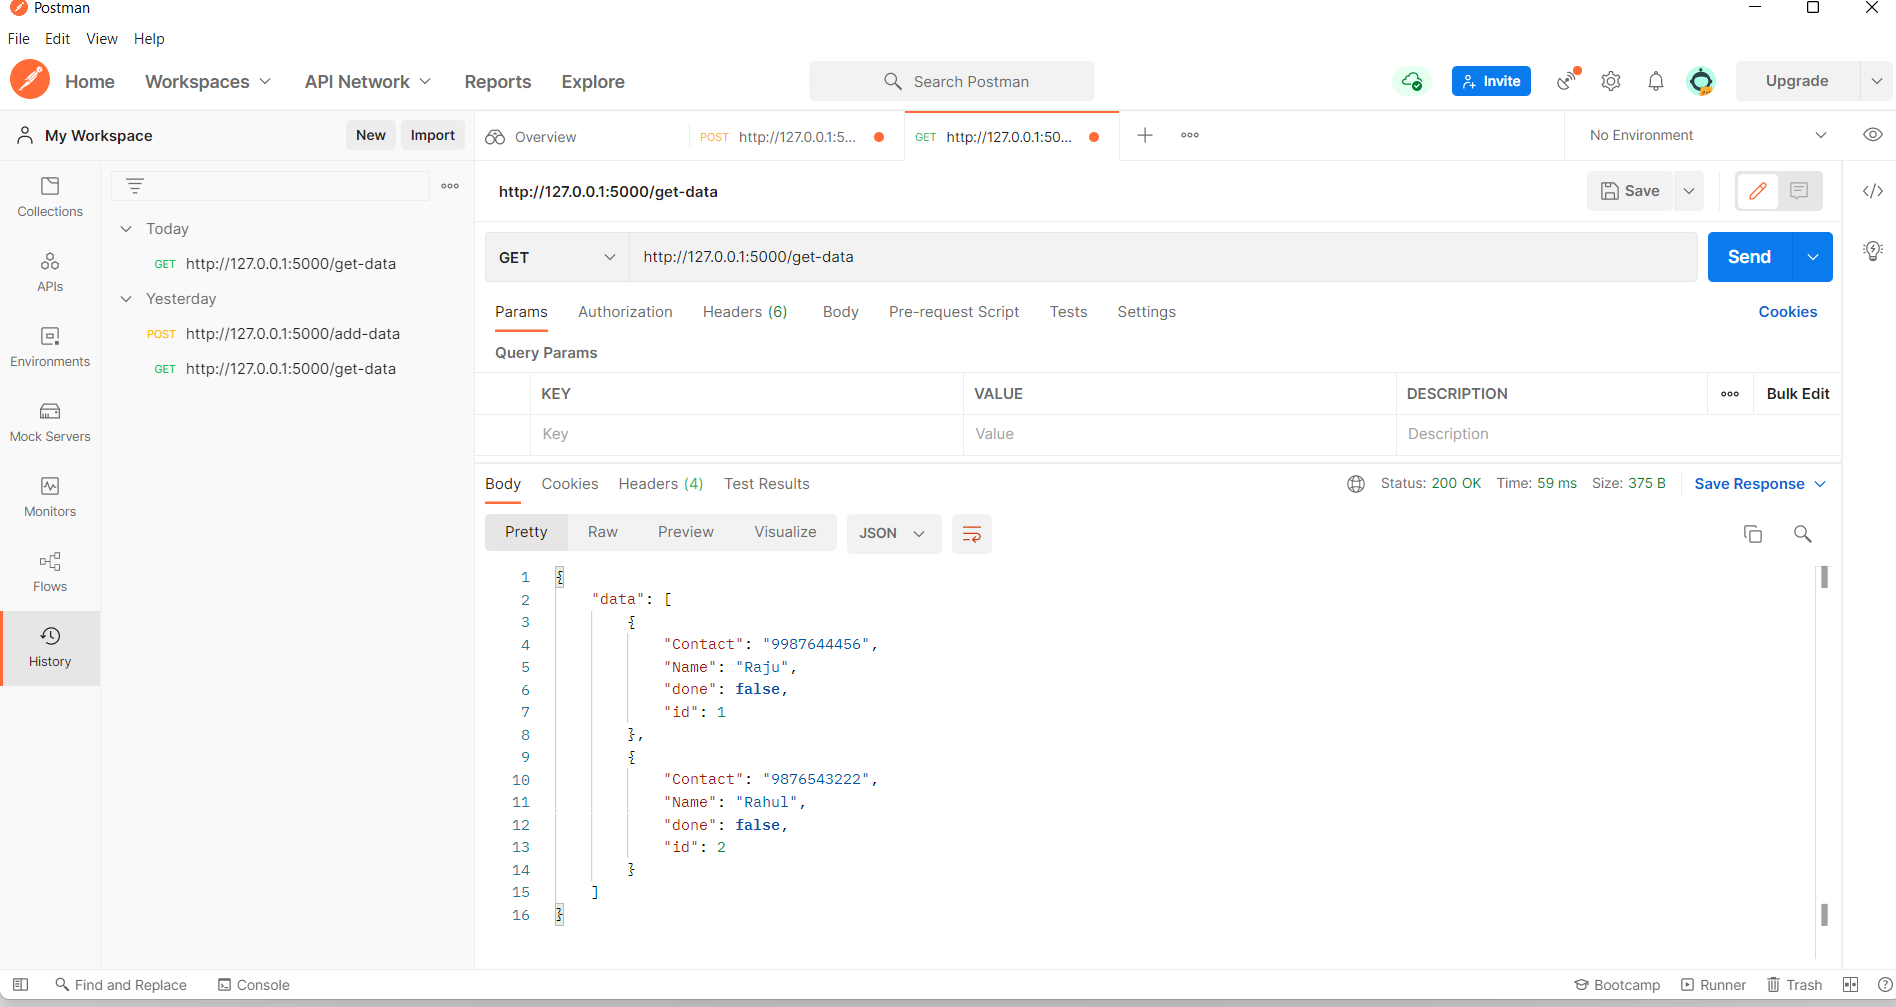 Postman
File Edit View Help
Home Workspaces API Network Reports Explore Search Postman Invite Upgrade
My Workspace New Import Overview POST http://127.0.0.1:5... GET http://127.0.0.1:50... No Environment
http://127.0.0.1:5000/get-data Save
Collections
APIs
Environments
Mock Servers
Monitors
Flows
History
Today
GET http://127.0.0.1:5000/get-data
Yesterday
POST http://127.0.0.1:5000/add-data
GET http://127.0.0.1:5000/get-data
GET http://127.0.0.1:5000/get-data Send
Params Authorization Headers (6) Body Pre-request Script Tests Settings Cookies
Query Params
KEY VALUE DESCRIPTION Bulk Edit
Key Value Description
Body Cookies Headers (4) Test Results Status: 200 OK Time: 59 ms Size: 375 B Save Response
Pretty Raw Preview Visualize JSON
1 {
2 "data": [
3 {
4 "Contact": "9987644456",
5 "Name": "Raju",
6 "done": false,
7 "id": 1
8 },
9 {
10 "Contact": "9876543222",
11 "Name": "Rahul",
12 "done": false,
13 "id": 2
14 }
15 ]
16 }
Find and Replace Console Bootcamp Runner Trash